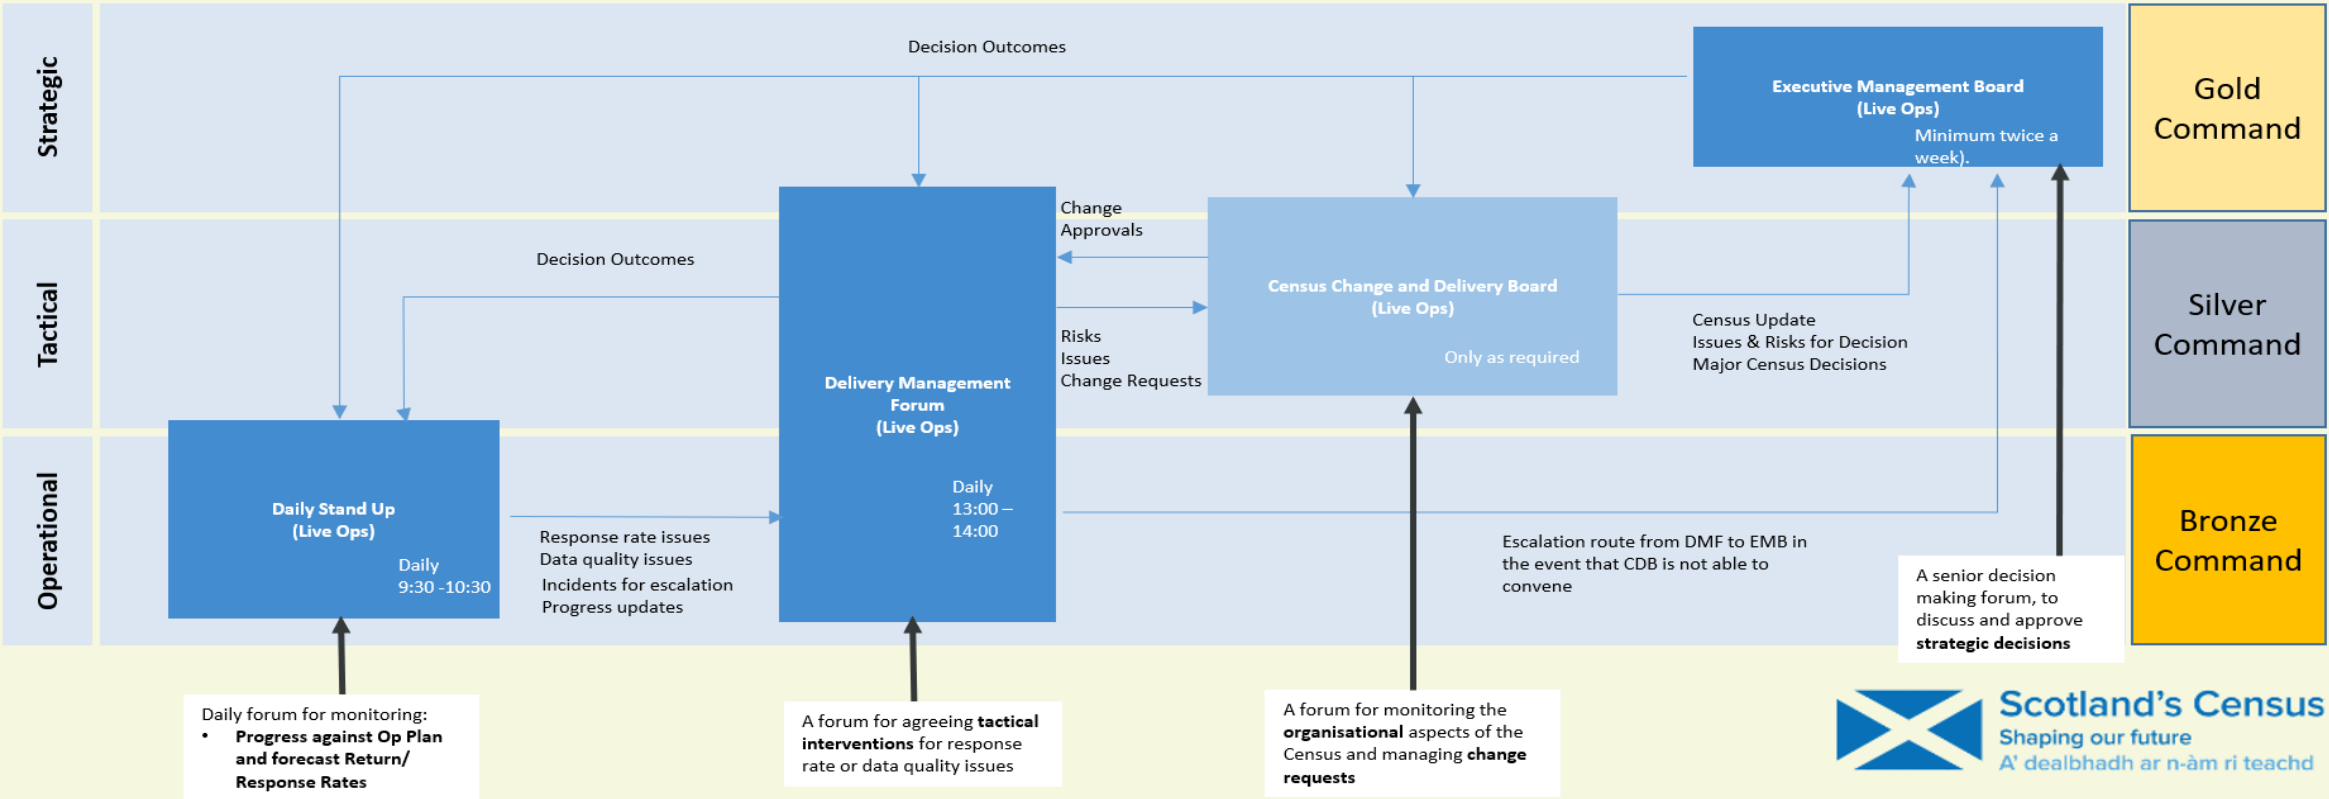 Strategic
Tactical
Operational
Decision Outcomes
Executive Management Board
(Live Ops)
Minimum twice a
week).
Gold
Command
Change
Approvals
Decision Outcomes
Census Change and Delivery Board
(Live Ops)
Only as required
Risks
Issues
Change Requests
Census Update
Issues & Risks for Decision
Major Census Decisions
Silver
Command
Delivery Management
Forum
(Live Ops)
Daily
13:00 –
14:00
Daily Stand Up
(Live Ops)
Daily
9:30 -10:30
Response rate issues
Data quality issues
Incidents for escalation
Progress updates
Escalation route from DMF to EMB in
the event that CDB is not able to
convene
Bronze
Command
A senior decision
making forum, to
discuss and approve
strategic decisions
Daily forum for monitoring:
• Progress against Op Plan
and forecast Return/
Response Rates
A forum for agreeing tactical
interventions for response
rate or data quality issues
A forum for monitoring the
organisational aspects of the
Census and managing change
requests
Scotland's Census
Shaping our future
A' dealbhadh ar n-àm ri teachd